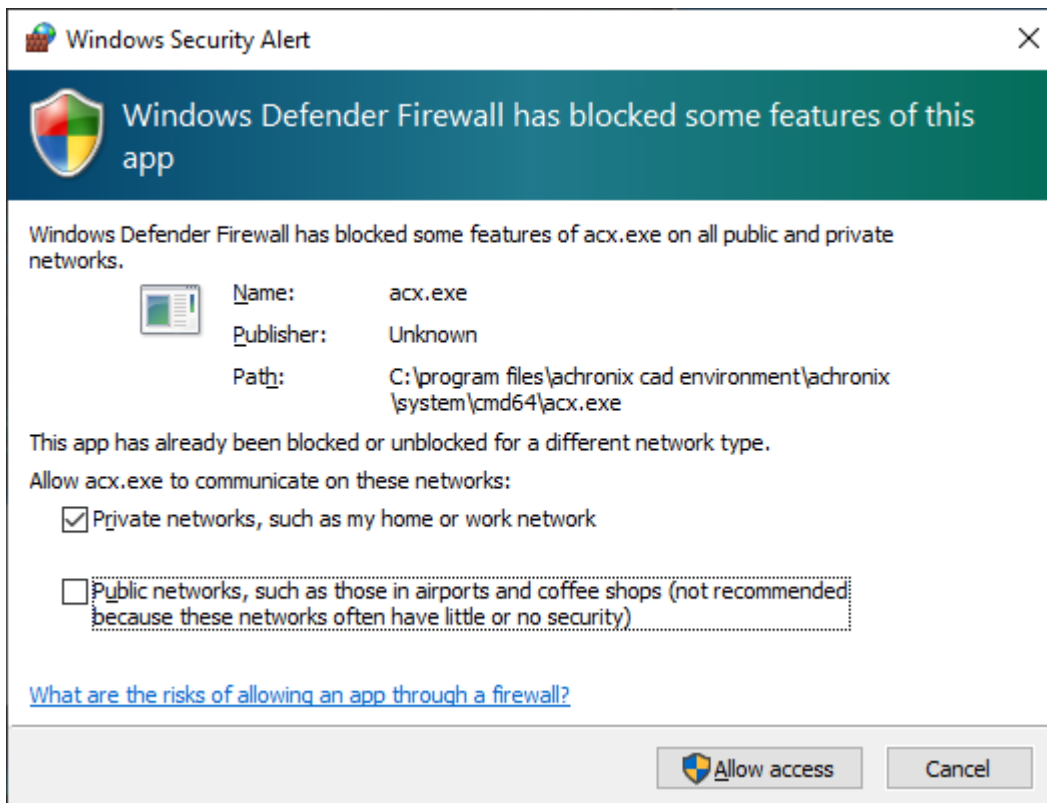 Windows Security Alert
Windows Defender Firewall has blocked some features of this
app
Windows Defender Firewall has blocked some features of acx.exe on all public and private
networks.
Name: acx.exe
Publisher: Unknown
Path: C:\program files\achronix cad environment\achronix
\system\cmd64\acx.exe
This app has already been blocked or unblocked for a different network type.
Allow acx.exe to communicate on these networks:
Private networks, such as my home or work network
Public networks, such as those in airports and coffee shops (not recommended
because these networks often have little or no security)
What are the risks of allowing an app through a firewall?
Allow access
Cancel